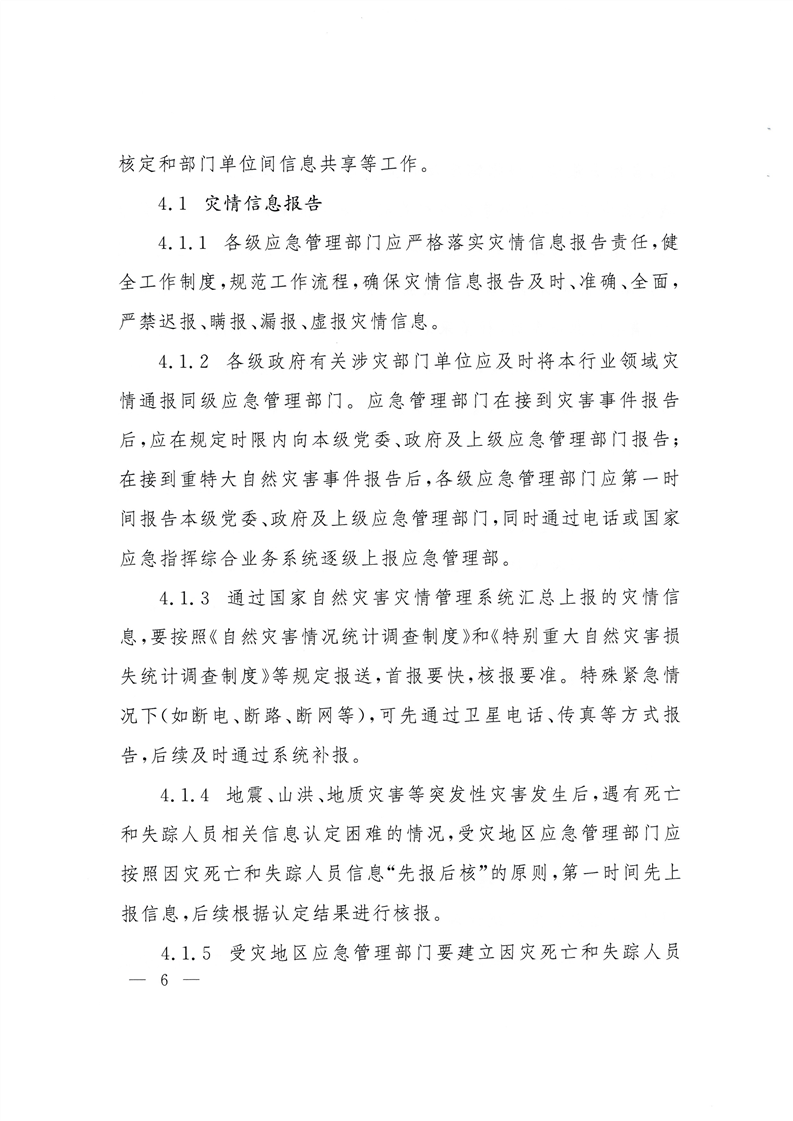 核定和部门单位间信息共享等工作。
4.1 灾情信息报告
4.1.1 各级应急管理部门应严格落实灾情信息报告责任,健
全工作制度,规范工作流程,确保灾情信息报告及时、准确、全面,
严禁迟报、瞒报、漏报、虚报灾情信息。
4.1.2 各级政府有关涉灾部门单位应及时将本行业领域灾
情通报同级应急管理部门。应急管理部门在接到灾害事件报告
后,应在规定时限内向本级党委、政府及上级应急管理部门报告;
在接到重特大自然灾害事件报告后,各级应急管理部门应第一时
间报告本级党委、政府及上级应急管理部门,同时通过电话或国家
应急指挥综合业务系统逐级上报应急管理部。
4.1.3 通过国家自然灾害灾情管理系统汇总上报的灾情信
息,要按照《自然灾害情况统计调查制度》和《特别重大自然灾害损
失统计调查制度》等规定报送,首报要快,核报要准。特殊紧急情
况下(如断电、断路、断网等),可先通过卫星电话、传真等方式报
告,后续及时通过系统补报。
4.1.4 地震、山洪、地质灾害等突发性灾害发生后,遇有死亡
和失踪人员相关信息认定困难的情况,受灾地区应急管理部门应
按照因灾死亡和失踪人员信息“先报后核”的原则,第一时间先上
报信息,后续根据认定结果进行核报。
4.1.5 受灾地区应急管理部门要建立因灾死亡和失踪人员
— 6 —